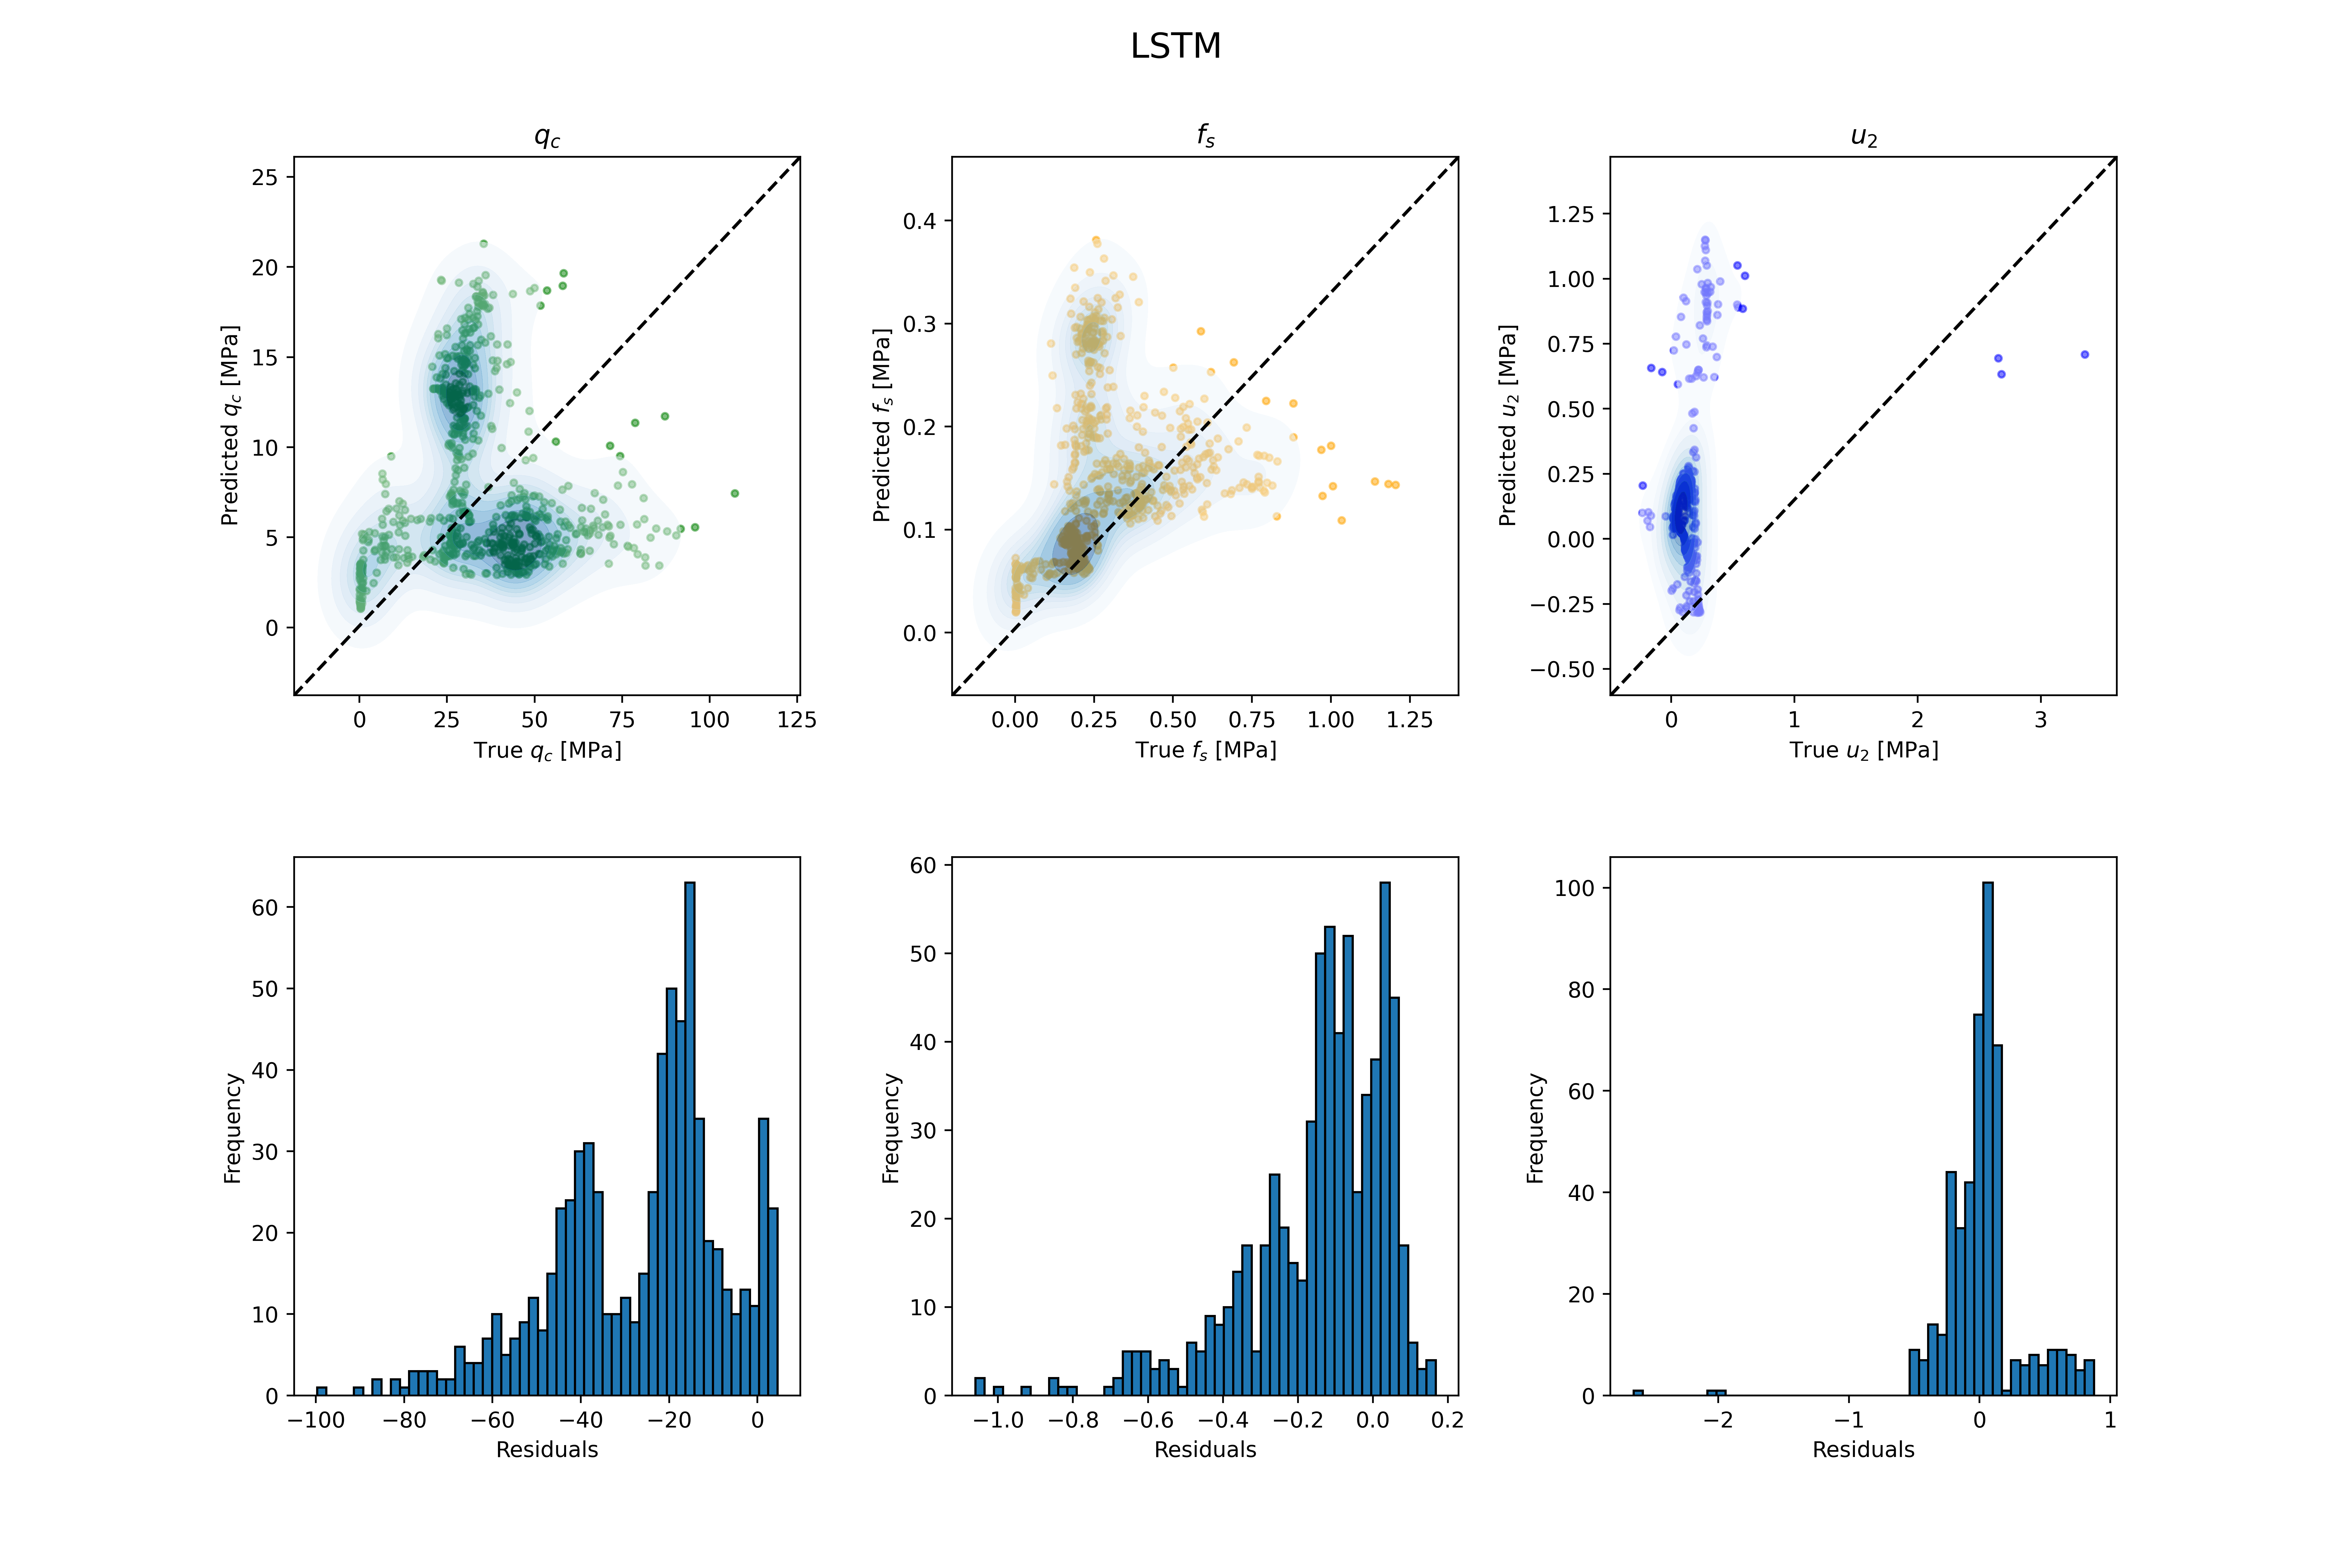 LSTM
q_c
f_s
u_2
Predicted q_c [MPa]
25
20
15
10
5
0
0 25 50 75 100 125
True q_c [MPa]
Predicted f_s [MPa]
0.4
0.3
0.2
0.1
0.0
0.00 0.25 0.50 0.75 1.00 1.25
True f_s [MPa]
Predicted u_2 [MPa]
1.25
1.00
0.75
0.50
0.25
0.00
−0.25
−0.50
0 1 2 3
True u_2 [MPa]
Frequency
60
50
40
30
20
10
0
−100 −80 −60 −40 −20 0
Residuals
Frequency
60
50
40
30
20
10
0
−1.0 −0.8 −0.6 −0.4 −0.2 0.0 0.2
Residuals
Frequency
100
80
60
40
20
0
−2 −1 0 1
Residuals